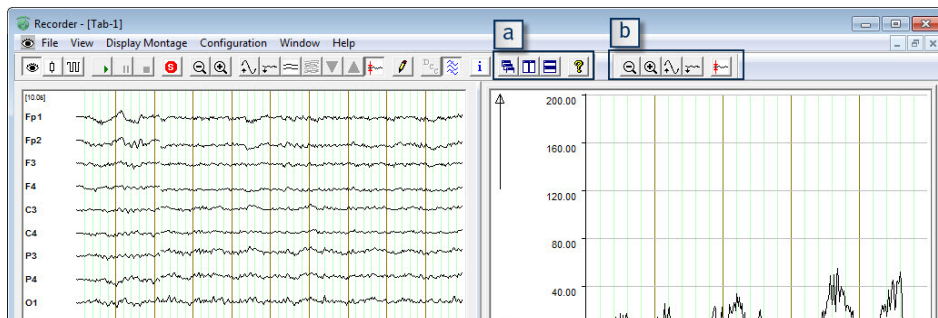 Recorder - [Tab-1]
File View Display Montage Configuration Window Help
a
b
S
DCC
i
?
[10.0s]
Fp1
Fp2
F3
F4
C3
C4
P3
P4
O1
200.00
160.00
120.00
80.00
40.00